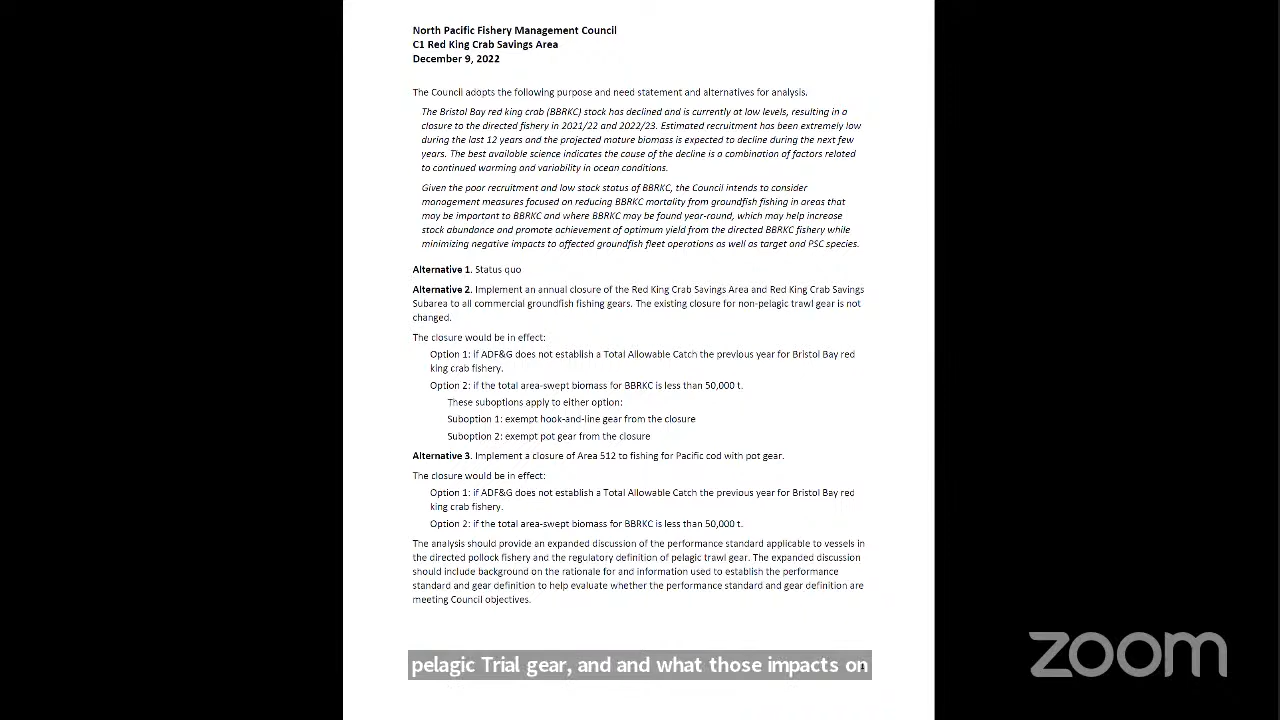 North Pacific Fishery Management Council
C1 Red King Crab Savings Area
December 9, 2022
The Council adopts the following purpose and need statement and alternatives for analysis.
The Bristol Bay red king crab (BBRKC) stock has declined and is currently at low levels, resulting in a
closure to the directed fishery in 2021/22 and 2022/23. Estimated recruitment has been extremely low
during the last 12 years and the projected mature biomass is expected to decline during the next few
years. The best available science indicates the cause of the decline is a combination of factors related
to continued warming and variability in ocean conditions.
Given the poor recruitment and low stock status of BBRKC, the Council intends to consider
management measures focused on reducing BBRKC mortality from groundfish fishing in areas that
may be important to BBRKC and where BBRKC may be found year-round, which may help increase
stock abundance and promote achievement of optimum yield from the directed BBRKC fishery while
minimizing negative impacts to affected groundfish fleet operations as well as target and PSC species.
Alternative 1. Status quo
Alternative 2. Implement an annual closure of the Red King Crab Savings Area and Red King Crab Savings
Subarea to all commercial groundfish fishing gears. The existing closure for non-pelagic trawl gear is not
changed.
The closure would be in effect:
Option 1: if ADF&G does not establish a Total Allowable Catch the previous year for Bristol Bay red
king crab fishery.
Option 2: if the total area-swept biomass for BBRKC is less than 50,000 t.
These suboptions apply to either option:
Suboption 1: exempt hook-and-line gear from the closure
Suboption 2: exempt pot gear from the closure
Alternative 3. Implement a closure of Area 512 to fishing for Pacific cod with pot gear.
The closure would be in effect:
Option 1: if ADF&G does not establish a Total Allowable Catch the previous year for Bristol Bay red
king crab fishery.
Option 2: if the total area-swept biomass for BBRKC is less than 50,000 t.
The analysis should provide an expanded discussion of the performance standard applicable to vessels in
the directed pollock fishery and the regulatory definition of pelagic trawl gear. The expanded discussion
should include background on the rationale for and information used to establish the performance
standard and gear definition to help evaluate whether the performance standard and gear definition are
meeting Council objectives.
pelagic Trial gear, and and what those impacts on
zoom